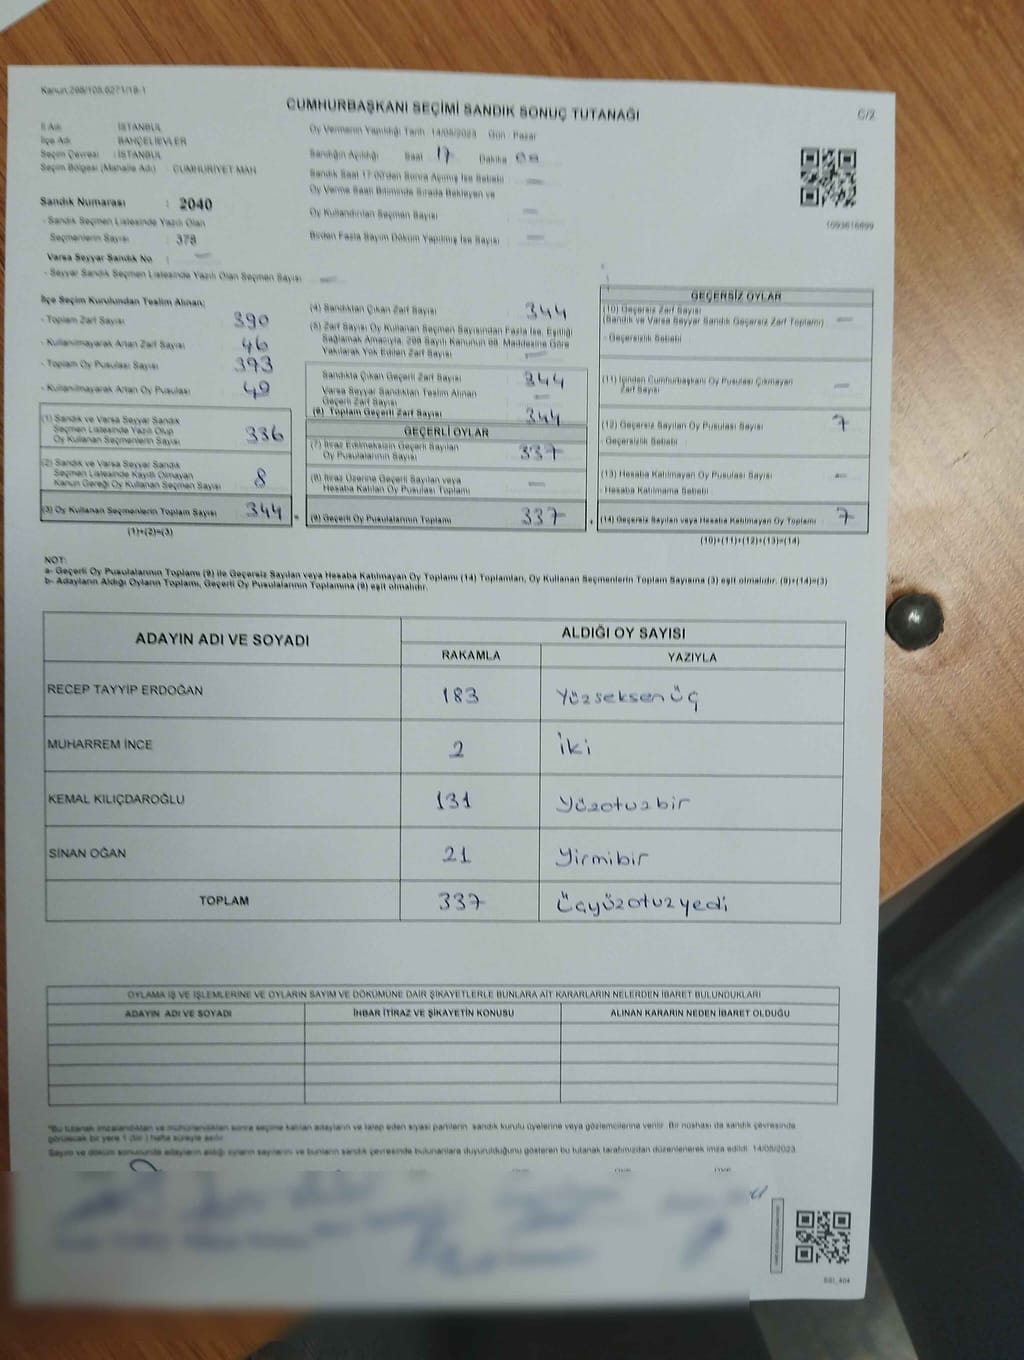 Kanun:298/105,6271/19-1
CUMHURBAŞKANI SEÇİMİ SANDIK SONUÇ TUTANAĞI
C/2
İl Adı : İSTANBUL
İlçe Adı : BAHÇELİEVLER
Seçim Çevresi : İSTANBUL
Seçim Bölgesi (Mahalle Adı) : CUMHURİYET MAH
Oy Vermenin Yapıldığı Tarih : 14/05/2023 Gün : Pazar
Sandığın Açıldığı Saat 17 Dakika 00
Sandık Saat 17:00'den Sonra Açılmış İse Sebebi : —
Oy Verme Saati Bitiminde Sırada Bekleyen ve
Oy Kullandırılan Seçmen Sayısı : —
Birden Fazla Sayım Döküm Yapılmış İse Sayısı : —
Sandık Numarası : 2040
- Sandık Seçmen Listesinde Yazılı Olan
Seçmenlerin Sayısı : 378
Varsa Seyyar Sandık No : —
- Seyyar Sandık Seçmen Listesinde Yazılı Olan Seçmen Sayısı : —
İlçe Seçim Kurulundan Teslim Alınan;
- Toplam Zarf Sayısı 390
- Kullanılmayarak Artan Zarf Sayısı 46
- Toplam Oy Pusulası Sayısı 393
- Kullanılmayarak Artan Oy Pusulası 49
(1) Sandık ve Varsa Seyyar Sandık
Seçmen Listesinde Yazılı Olup
Oy Kullanan Seçmenlerin Sayısı 336
(2) Sandık ve Varsa Seyyar Sandık
Seçmen Listesinde Kayıtlı Olmayan
Kanun Gereği Oy Kullanan Seçmen Sayısı 8
(3) Oy Kullanan Seçmenlerin Toplam Sayısı 344 =
(1)+(2)=(3)
(4) Sandıktan Çıkan Zarf Sayısı 344
(5) Zarf Sayısı Oy Kullanan Seçmen Sayısından Fazla İse, Eşitliği
Sağlamak Amacıyla, 298 Sayılı Kanunun 98. Maddesine Göre
Yakılarak Yok Edilen Zarf Sayısı —
Sandıkta Çıkan Geçerli Zarf Sayısı 344
Varsa Seyyar Sandıktan Teslim Alınan
Geçerli Zarf Sayısı —
(6) Toplam Geçerli Zarf Sayısı 344
GEÇERLİ OYLAR
(7) İtiraz Edilmeksizin Geçerli Sayılan
Oy Pusulalarının Sayısı 337
(8) İtiraz Üzerine Geçerli Sayılan veya
Hesaba Katılan Oy Pusulası Toplamı —
(9) Geçerli Oy Pusulalarının Toplamı 337 +
GEÇERSİZ OYLAR
(10) Geçersiz Zarf Sayısı
(Sandık ve Varsa Seyyar Sandık Geçersiz Zarf Toplamı) —
- Geçersizlik Sebebi :
(11) İçinden Cumhurbaşkanı Oy Pusulası Çıkmayan
Zarf Sayısı —
(12) Geçersiz Sayılan Oy Pusulası Sayısı 7
- Geçersizlik Sebebi :
(13) Hesaba Katılmayan Oy Pusulası Sayısı —
- Hesaba Katılmama Sebebi :
(14) Geçersiz Sayılan veya Hesaba Katılmayan Oy Toplamı 7
(10)+(11)+(12)+(13)=(14)
NOT:
a- Geçerli Oy Pusulalarının Toplamı (9) ile Geçersiz Sayılan veya Hesaba Katılmayan Oy Toplamı (14) Toplamları, Oy Kullanan Seçmenlerin Toplam Sayısına (3) eşit olmalıdır. (9)+(14)=(3)
b- Adayların Aldığı Oyların Toplamı, Geçerli Oy Pusulalarının Toplamına (9) eşit olmalıdır.
ADAYIN ADI VE SOYADI
ALDIĞI OY SAYISI
RAKAMLA YAZIYLA
RECEP TAYYİP ERDOĞAN 183 Yüzseksenüç
MUHARREM İNCE 2 İki
KEMAL KILIÇDAROĞLU 131 Yüzotuzbir
SİNAN OĞAN 21 Yirmibir
TOPLAM 337 Üçyüzotuzyedi
OYLAMA İŞ VE İŞLEMLERİNE VE OYLARIN SAYIM VE DÖKÜMÜNE DAİR ŞİKAYETLERLE BUNLARA AİT KARARLARIN NELERDEN İBARET BULUNDUKLARI
ADAYIN ADI VE SOYADI İHBAR İTİRAZ VE ŞİKAYETİN KONUSU ALINAN KARARIN NEDEN İBARET OLDUĞU
*Bu tutanak imzalandıktan ve mühürlendikten sonra seçime katılan adayların ve talep eden siyasi partilerin, sandık kurulu üyelerine veya gözlemcilerine verilir. Bir nüshası da sandık çevresinde
görülecek bir yere 1 (bir ) hafta süreyle asılır.
Sayım ve döküm sonucunda adayların aldığı oyların sayılarını ve bunların sandık çevresinde bulunanlara duyurulduğunu gösteren bu tutanak tarafımızdan düzenlenerek imza edildi. 14/05/2023